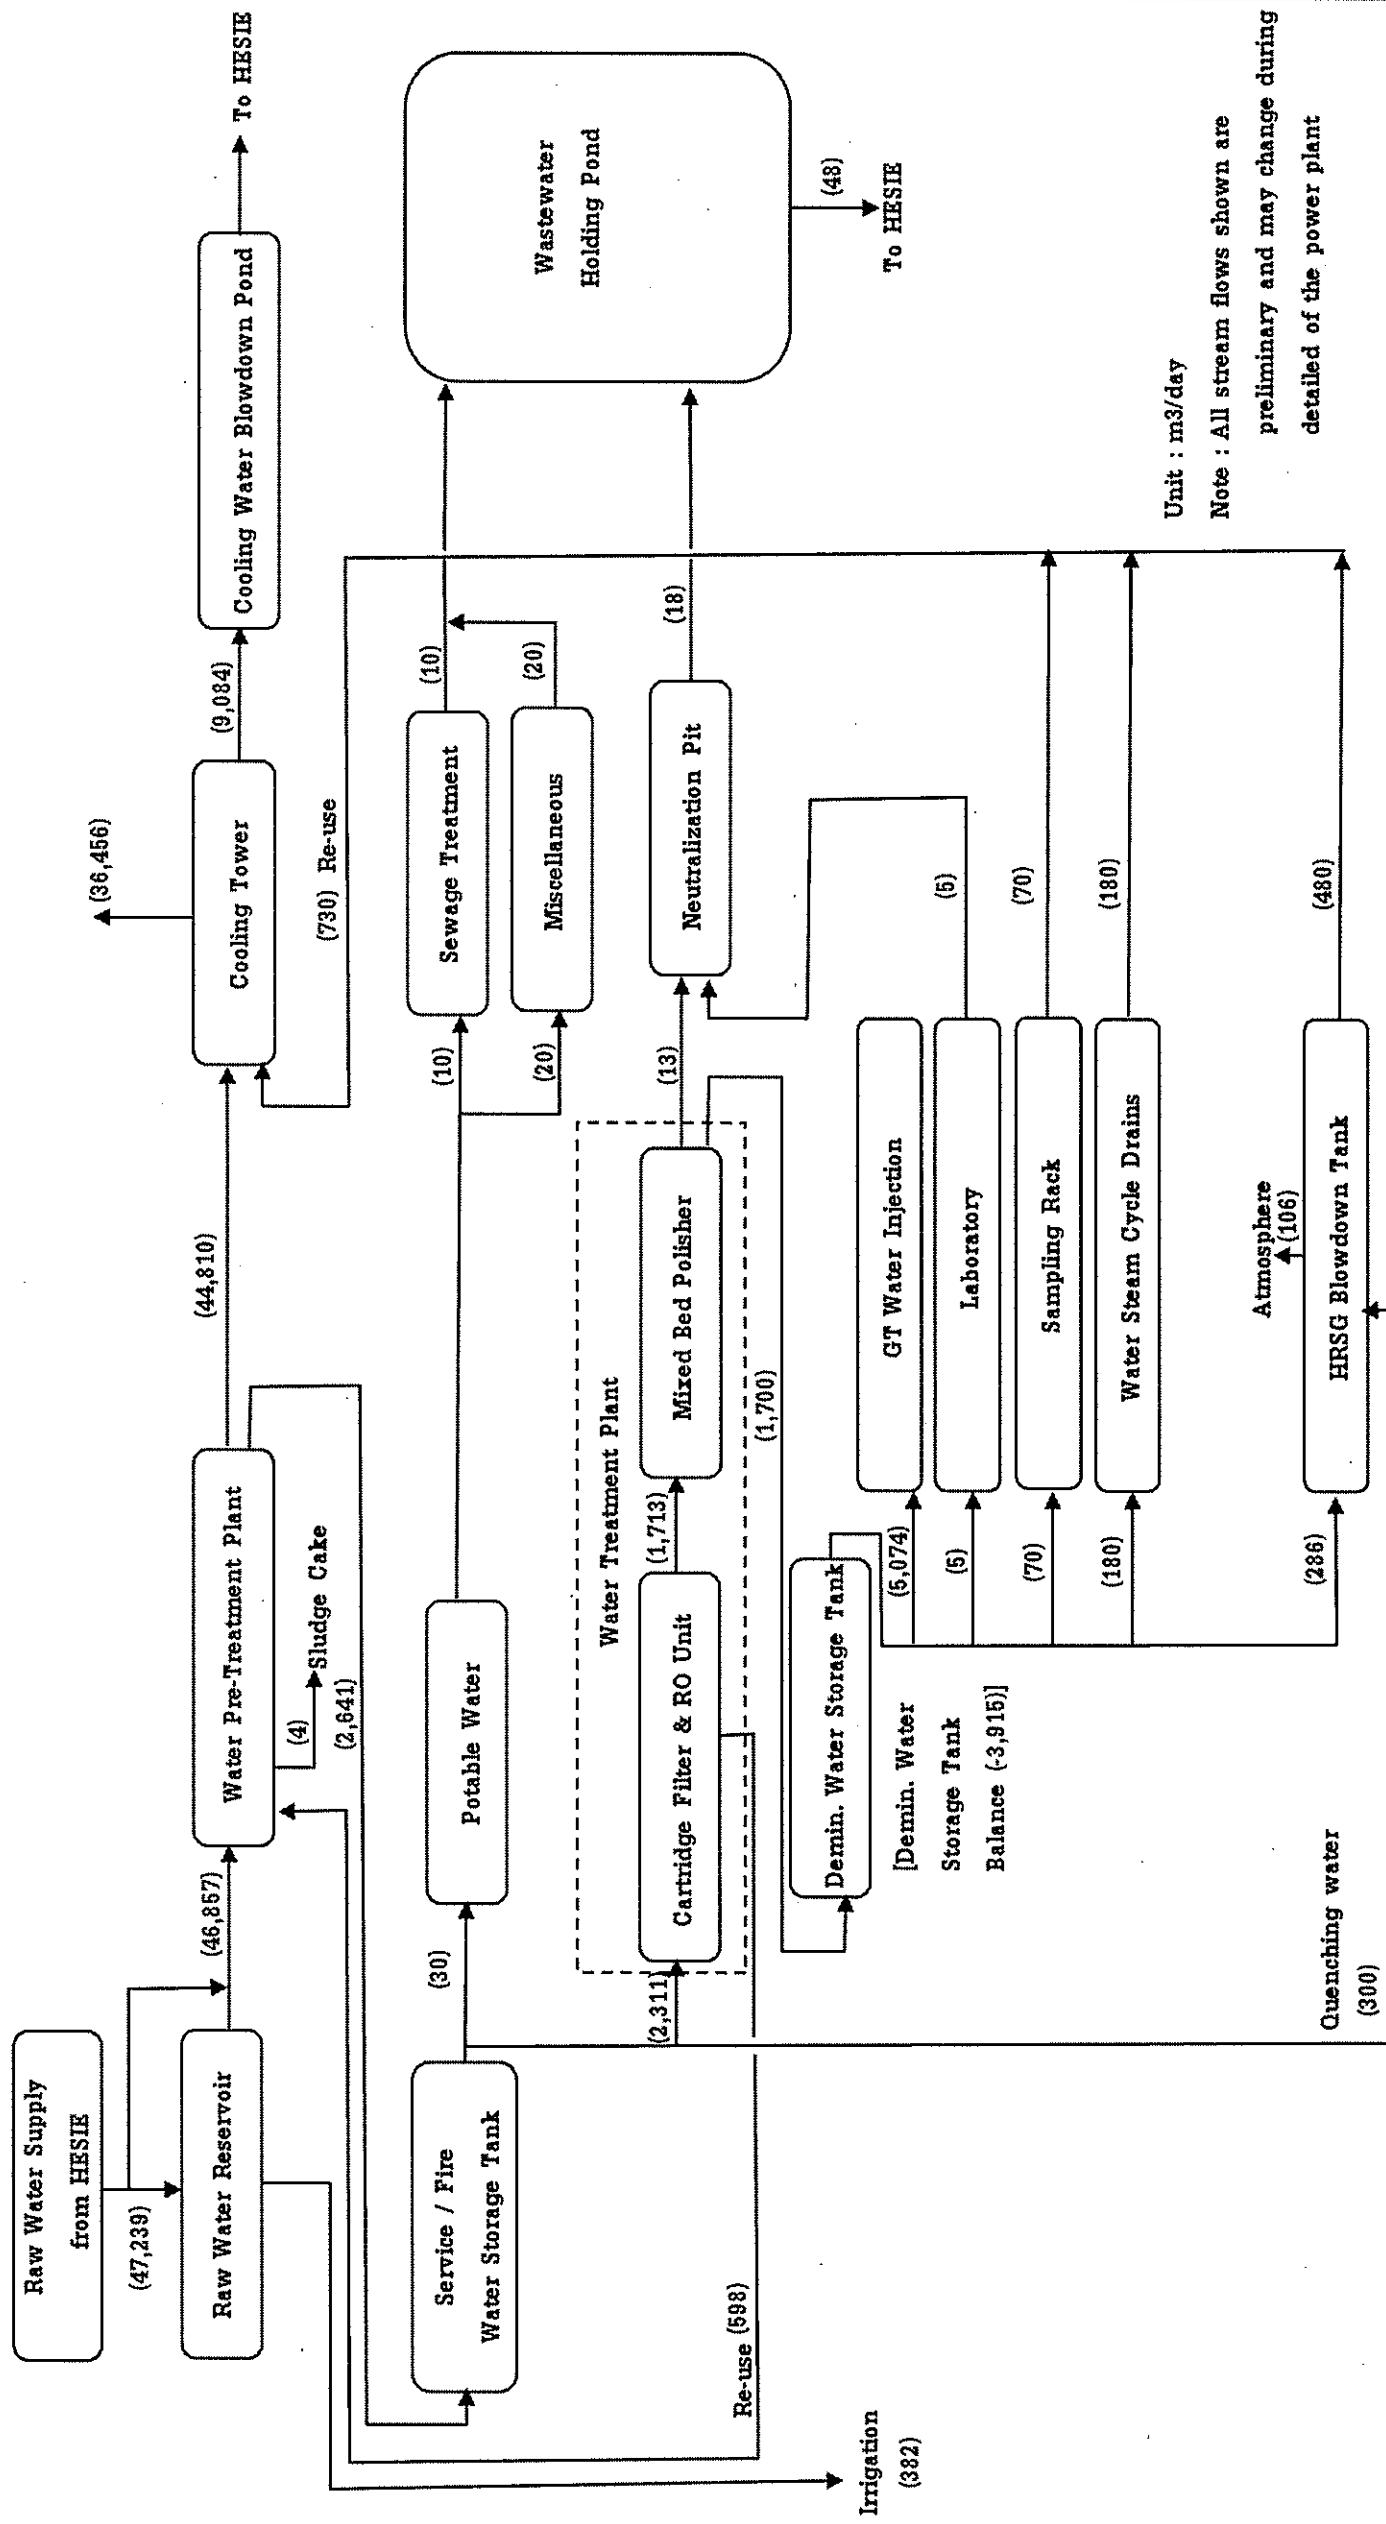 Raw Water Supply
from HESIE
(47,239)
Raw Water Reservoir
(46,857)
Water Pre-Treatment Plant
(4)
Sludge Cake
(2,641)
(44,810)
Cooling Tower
(36,456)
(9,084)
Cooling Water Blowdown Pond
To HESIE
(730) Re-use
Service / Fire
Water Storage Tank
(30)
Potable Water
(10)
Sewage Treatment
(10)
(20)
Miscellaneous
(20)
Wastewater
Holding Pond
(48)
To HESIE
Water Treatment Plant
(2,311)
Cartridge Filter & RO Unit
(1,713)
Mixed Bed Polisher
(13)
Neutralization Pit
(18)
Re-use (598)
(1,700)
Irrigation
(382)
Demin. Water Storage Tank
[Demin. Water
Storage Tank
Balance (-3,915)]
(5,074)
GT Water Injection
(5)
Laboratory
(5)
(70)
Sampling Rack
(70)
(180)
Water Steam Cycle Drains
(180)
Atmosphere
(106)
(286)
HRSG Blowdown Tank
(480)
Quenching water
(300)
Unit : m3/day
Note : All stream flows shown are
preliminary and may change during
detailed of the power plant